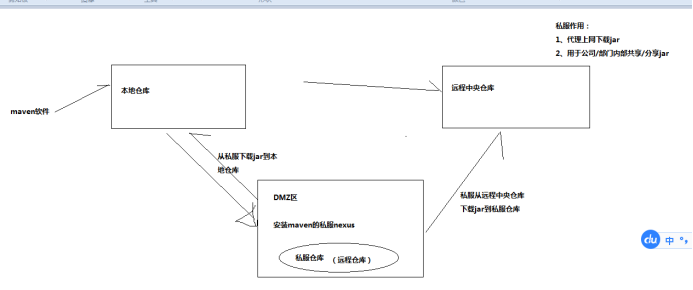 私服作用：
1、代理上网下载jar
2、用于公司/部门内部共享/分享jar
本地仓库
远程中央仓库
maven软件
从私服下载jar到本
地仓库
DMZ区
安装maven的私服nexus
私服仓库
（远程仓库）
私服从远程中央仓库
下载jar到私服仓库
du 中 °，